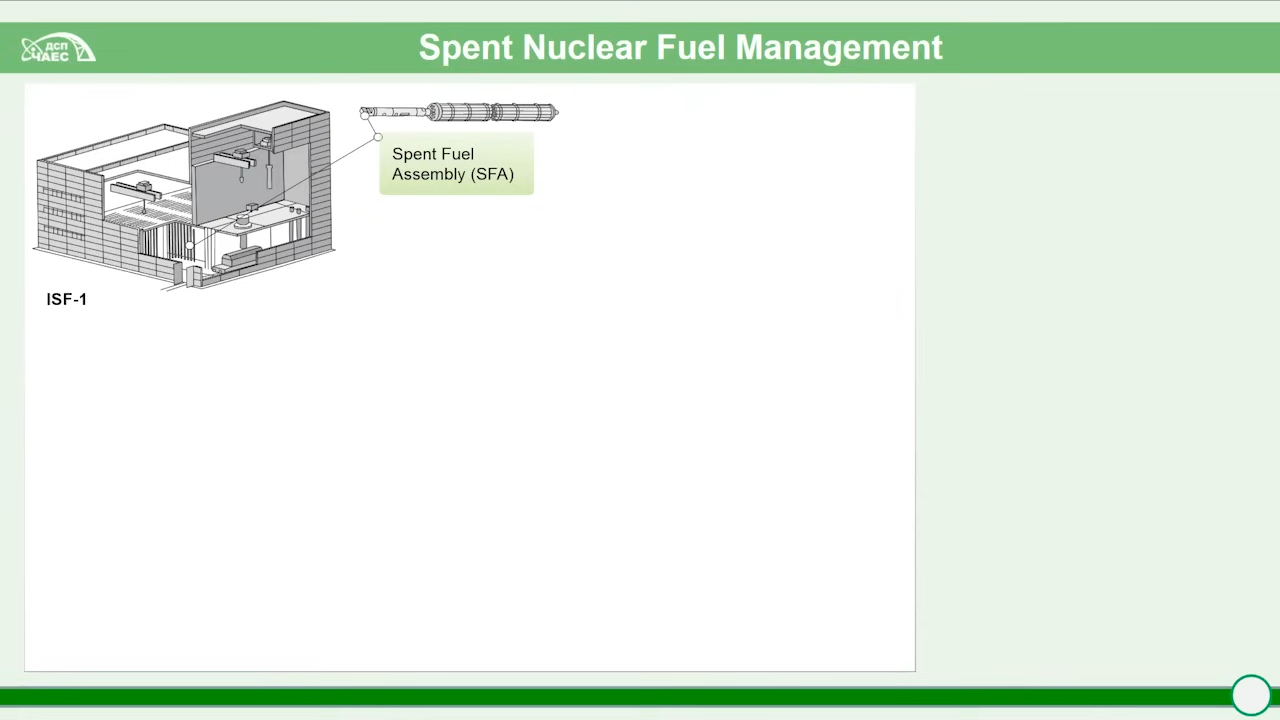 ДСП
ЧАЕС
Spent Nuclear Fuel Management
Spent Fuel
Assembly (SFA)
ISF-1